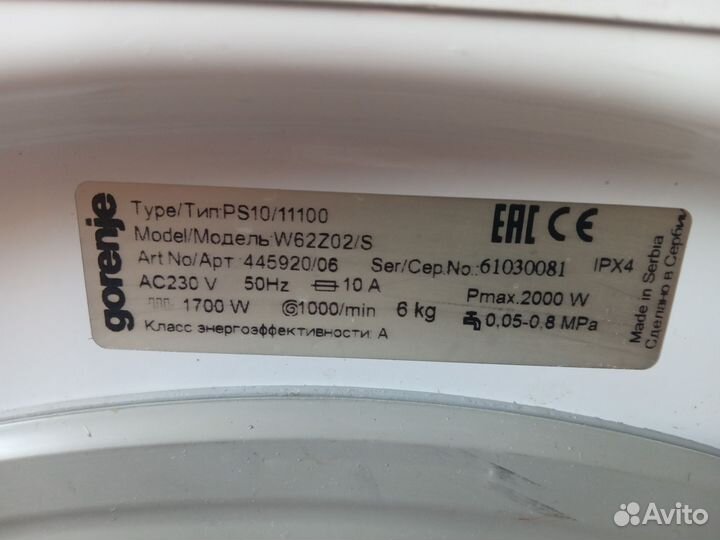 gorenje
Type/Тип:PS10/11100
Model/Модель:W62Z02/S
Art No/Арт 445920/06 Ser/Сер.No.:61030081 IPX4
AC230 V 50Hz 10 A Pmax.2000 W
1700 W 1000/min 6 kg 0,05-0,8 MPa
Класс энергоэффективности: A
EAC CE
Made in Serbia
Сделано в Сербии
Avito